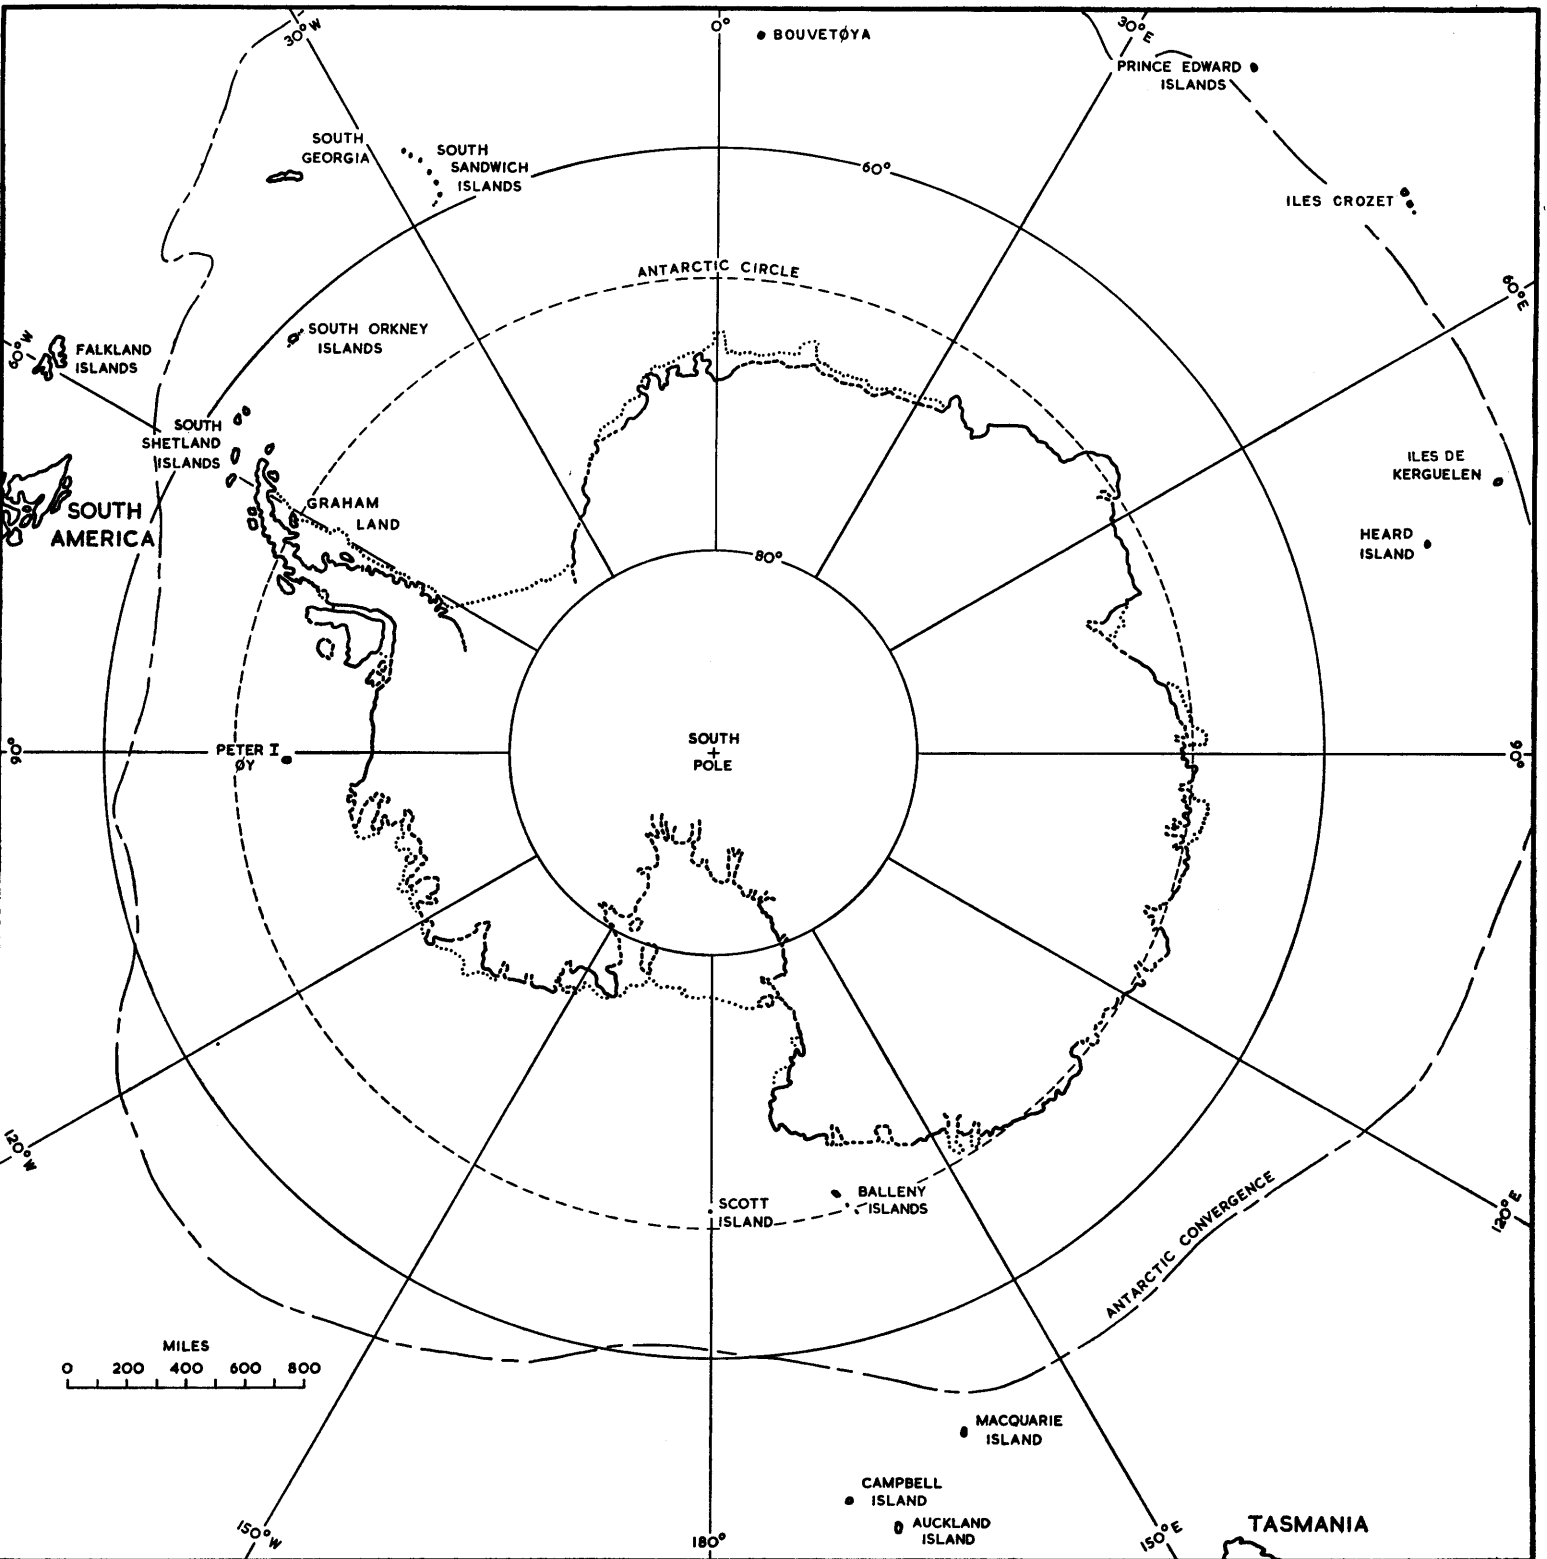 30°W
0°
BOUVETØYA
30°E
PRINCE EDWARD
ISLANDS
SOUTH
GEORGIA
SOUTH
SANDWICH
ISLANDS
60°
ILES CROZET
ANTARCTIC CIRCLE
60°E
60°W
FALKLAND
ISLANDS
SOUTH ORKNEY
ISLANDS
SOUTH
SHETLAND
ISLANDS
ILES DE
KERGUELEN
SOUTH
AMERICA
GRAHAM
LAND
HEARD
ISLAND
80°
90°
PETER I
ØY
SOUTH
POLE
90°
120°W
SCOTT
ISLAND
BALLENY
ISLANDS
120°E
ANTARCTIC CONVERGENCE
MILES
0 200 400 600 800
MACQUARIE
ISLAND
CAMPBELL
ISLAND
AUCKLAND
ISLAND
TASMANIA
150°W
180°
150°E